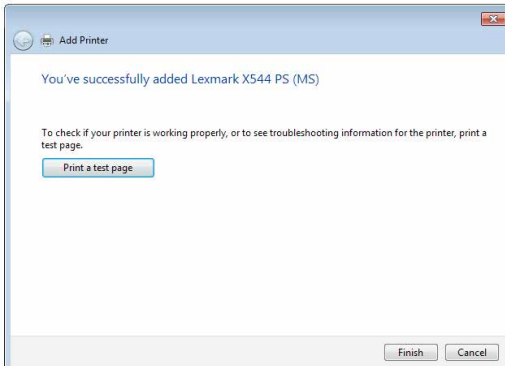 Add Printer
You've successfully added Lexmark X544 PS (MS)
To check if your printer is working properly, or to see troubleshooting information for the printer, print a
test page.
Print a test page
Finish Cancel